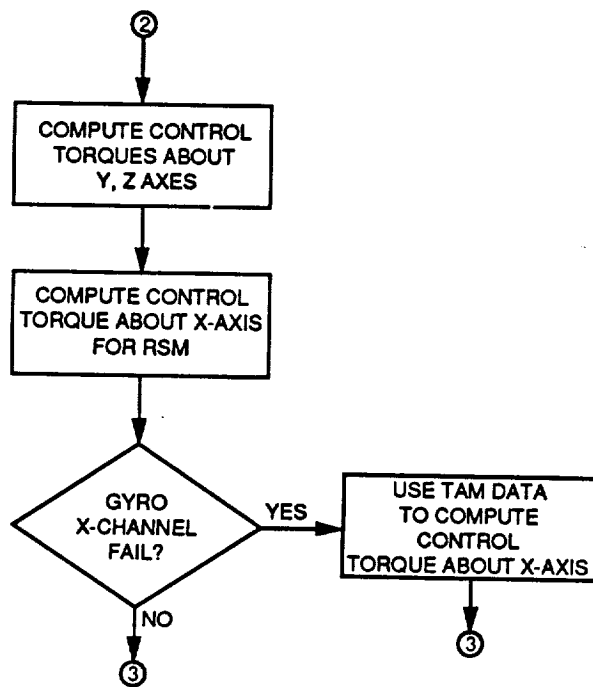 2
COMPUTE CONTROL
TORQUES ABOUT
Y, Z AXES
COMPUTE CONTROL
TORQUE ABOUT X-AXIS
FOR RSM
GYRO
X-CHANNEL
FAIL?
YES
USE TAM DATA
TO COMPUTE
CONTROL
TORQUE ABOUT X-AXIS
NO
3
3